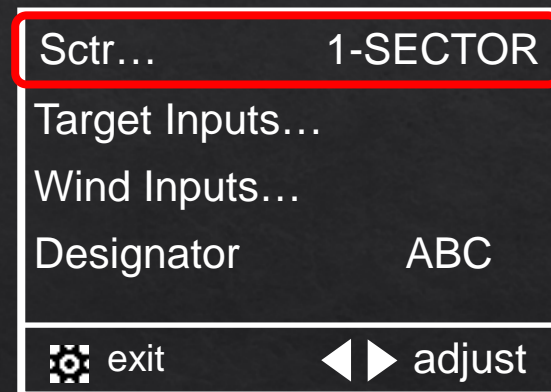 Sctr… 1-SECTOR
Target Inputs…
Wind Inputs…
Designator ABC
exit ◀▶ adjust